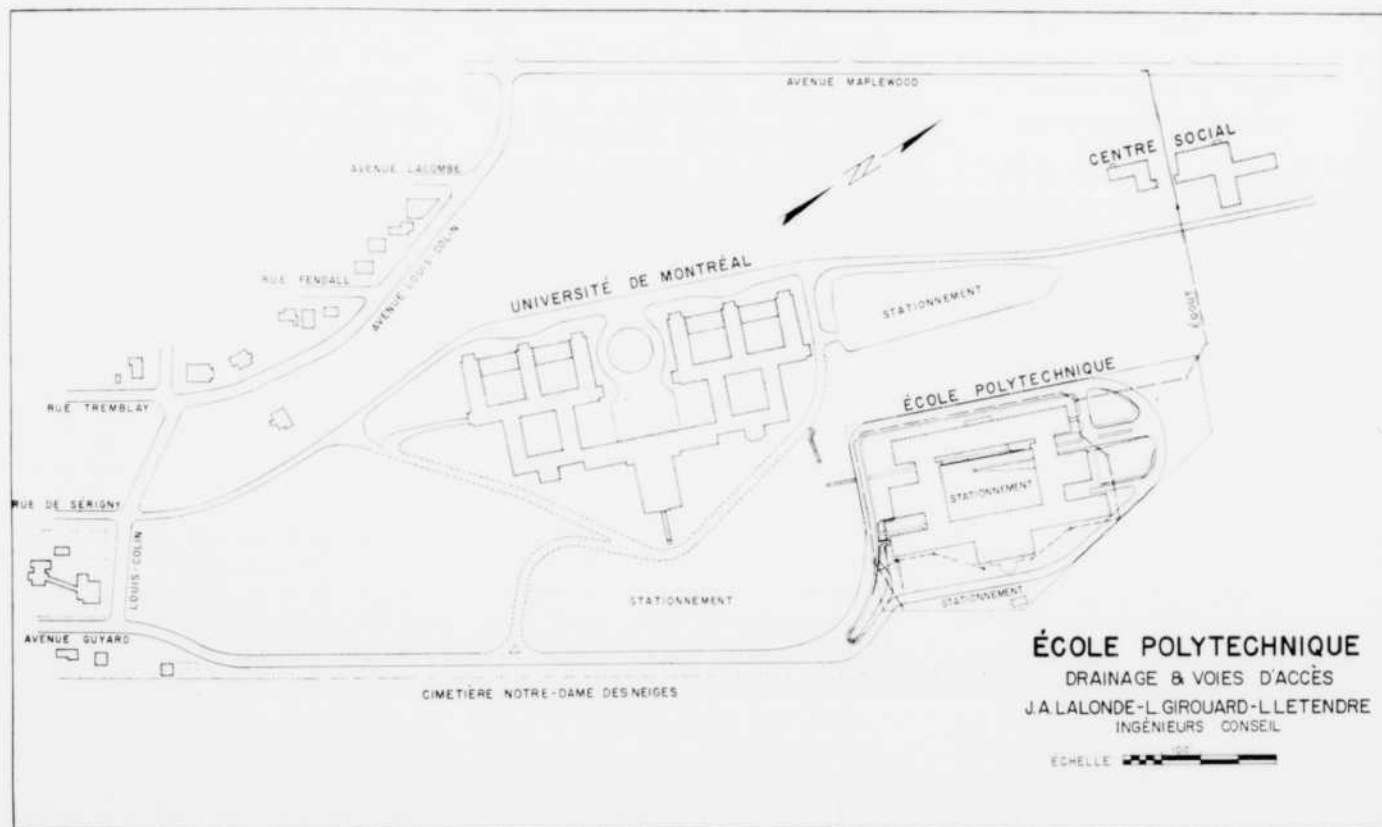 AVENUE MAPLEWOOD
CENTRE SOCIAL
AVENUE LACOMBE
N
AVENUE LOUIS-COLIN
RUE FENDALL
UNIVERSITÉ DE MONTRÉAL
STATIONNEMENT
ÉGOUT
ÉCOLE POLYTECHNIQUE
RUE TREMBLAY
STATIONNEMENT
RUE DE SERIGNY
LOUIS-COLIN
STATIONNEMENT
STATIONNEMENT
AVENUE GUYARD
CIMETIÈRE NOTRE-DAME DES NEIGES
ÉCOLE POLYTECHNIQUE
DRAINAGE & VOIES D'ACCÈS
J.A. LALONDE-L. GIROUARD-L. LETENDRE
INGÉNIEURS CONSEIL
ÉCHELLE 100